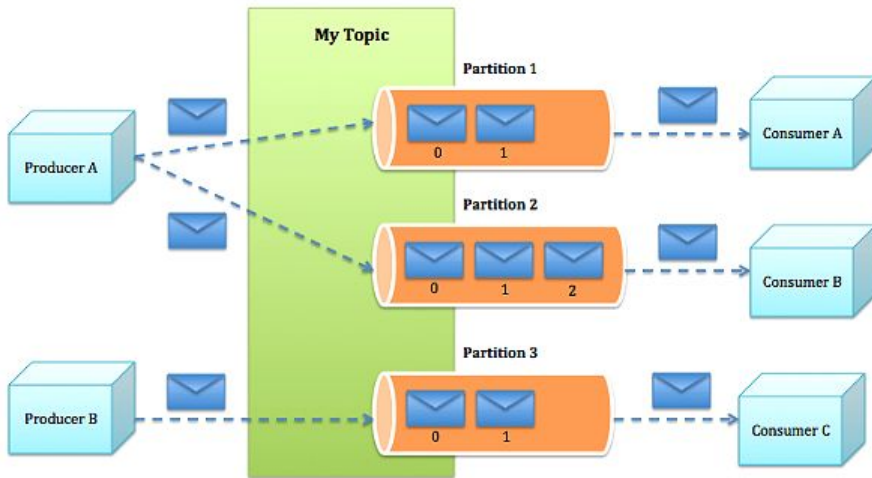 My Topic
Partition 1
0 1
Producer A
Consumer A
Partition 2
0 1 2
Consumer B
Partition 3
0 1
Producer B
Consumer C